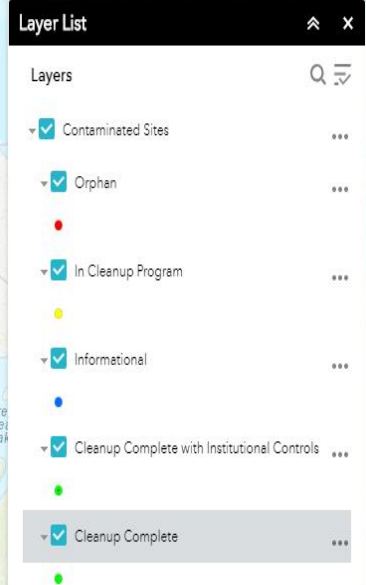 Layer List
Layers
Contaminated Sites
Orphan
In Cleanup Program
Informational
Cleanup Complete with Institutional Controls
Cleanup Complete